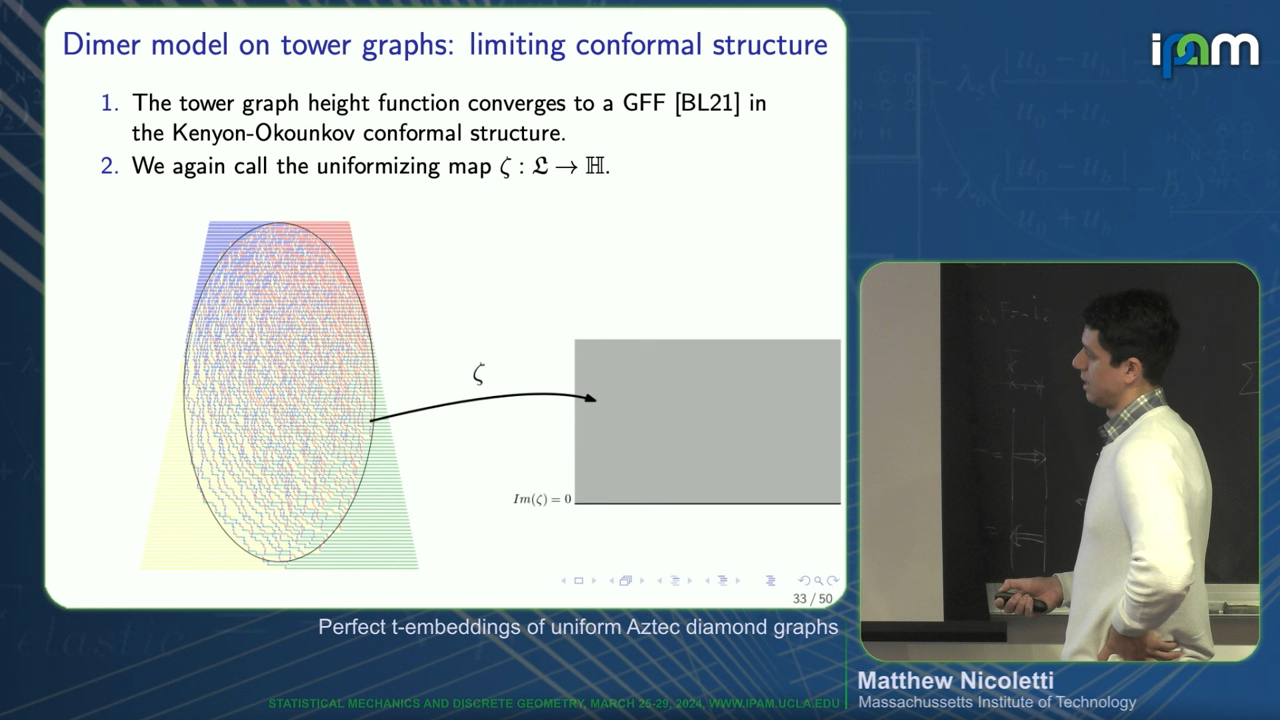 Dimer model on tower graphs: limiting conformal structure
1. The tower graph height function converges to a GFF [BL21] in
the Kenyon-Okounkov conformal structure.
2. We again call the uniformizing map ζ : 𝔏 → ℍ.
ζ
Im(ζ) = 0
33 / 50
ipam
Perfect t-embeddings of uniform Aztec diamond graphs
Matthew Nicoletti
Massachussetts Institute of Technology
STATISTICAL MECHANICS AND DISCRETE GEOMETRY, MARCH 25-29, 2024, WWW.IPAM.UCLA.EDU